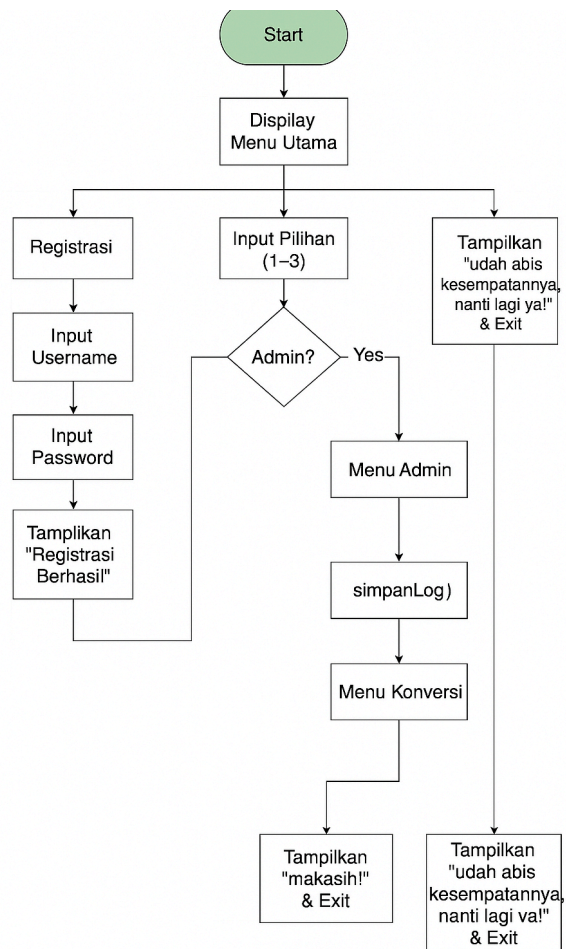 Start
Dispilay
Menu Utama
Registrasi
Input Pilihan
(1–3)
Tampilkan
"udah abis
kesempatannya,
nanti lagi ya!"
& Exit
Input
Username
Admin?
Yes
Input
Password
Menu Admin
Tamplikan
"Registrasi
Berhasil"
simpanLog)
Menu Konversi
Tampilkan
"makasih!"
& Exit
Tampilkan
"udah abis
kesempatannya,
nanti lagi va!"
& Exit